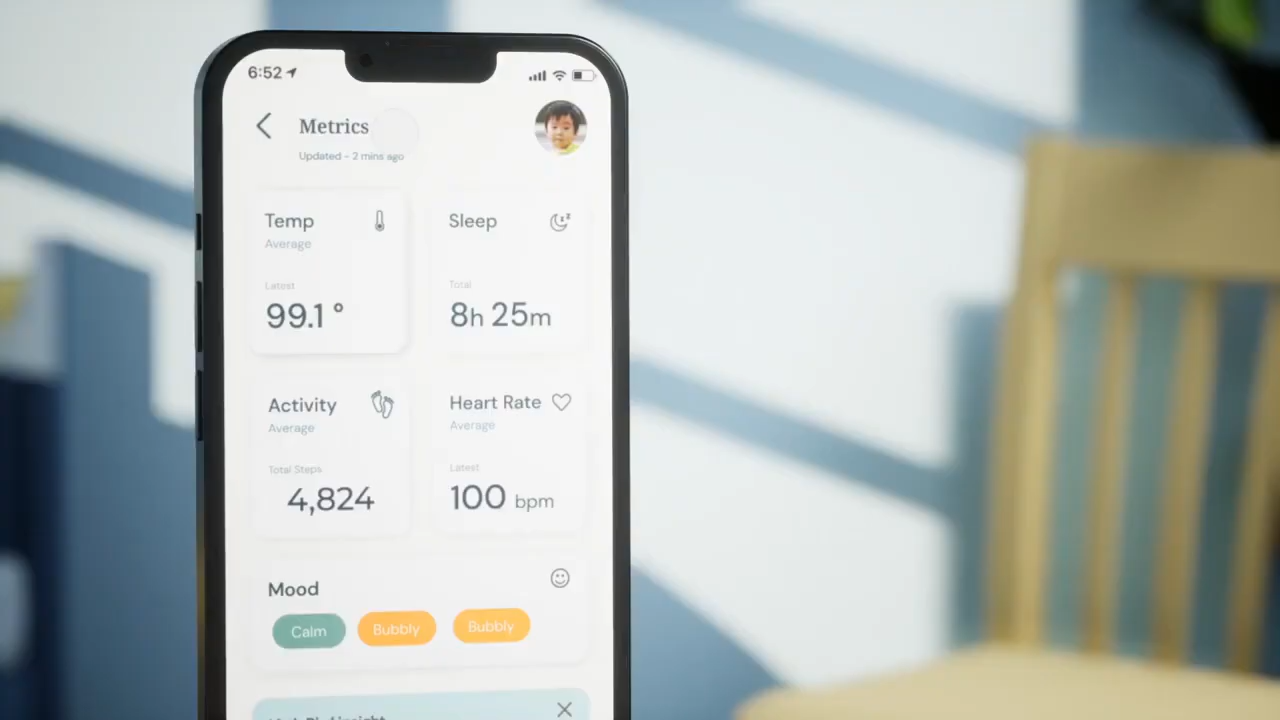 6:52
Metrics
Updated - 2 mins ago
Temp
Average
Latest
99.1 °
Sleep
Total
8h 25m
Activity
Average
Total Steps
4,824
Heart Rate
Average
Latest
100 bpm
Mood
Calm
Bubbly
Bubbly